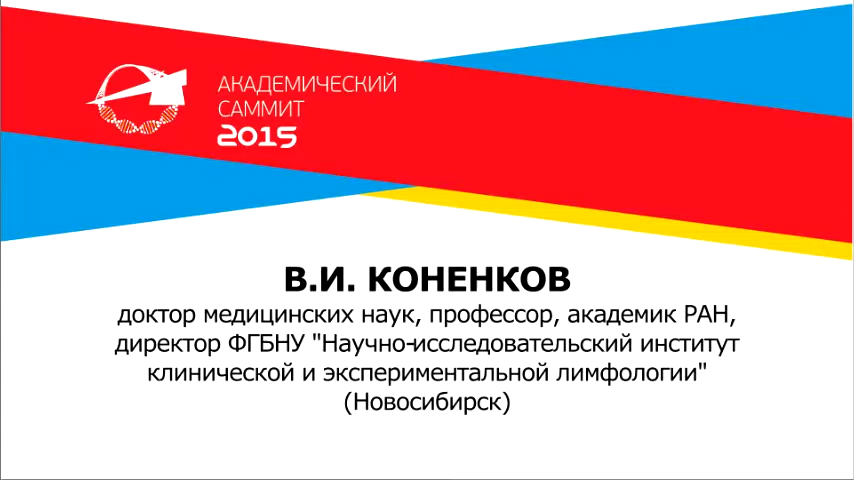 АКАДЕМИЧЕСКИЙ
САММИТ
2015
В.И. КОНЕНКОВ
доктор медицинских наук, профессор, академик РАН,
директор ФГБНУ "Научно-исследовательский институт
клинической и экспериментальной лимфологии"
(Новосибирск)